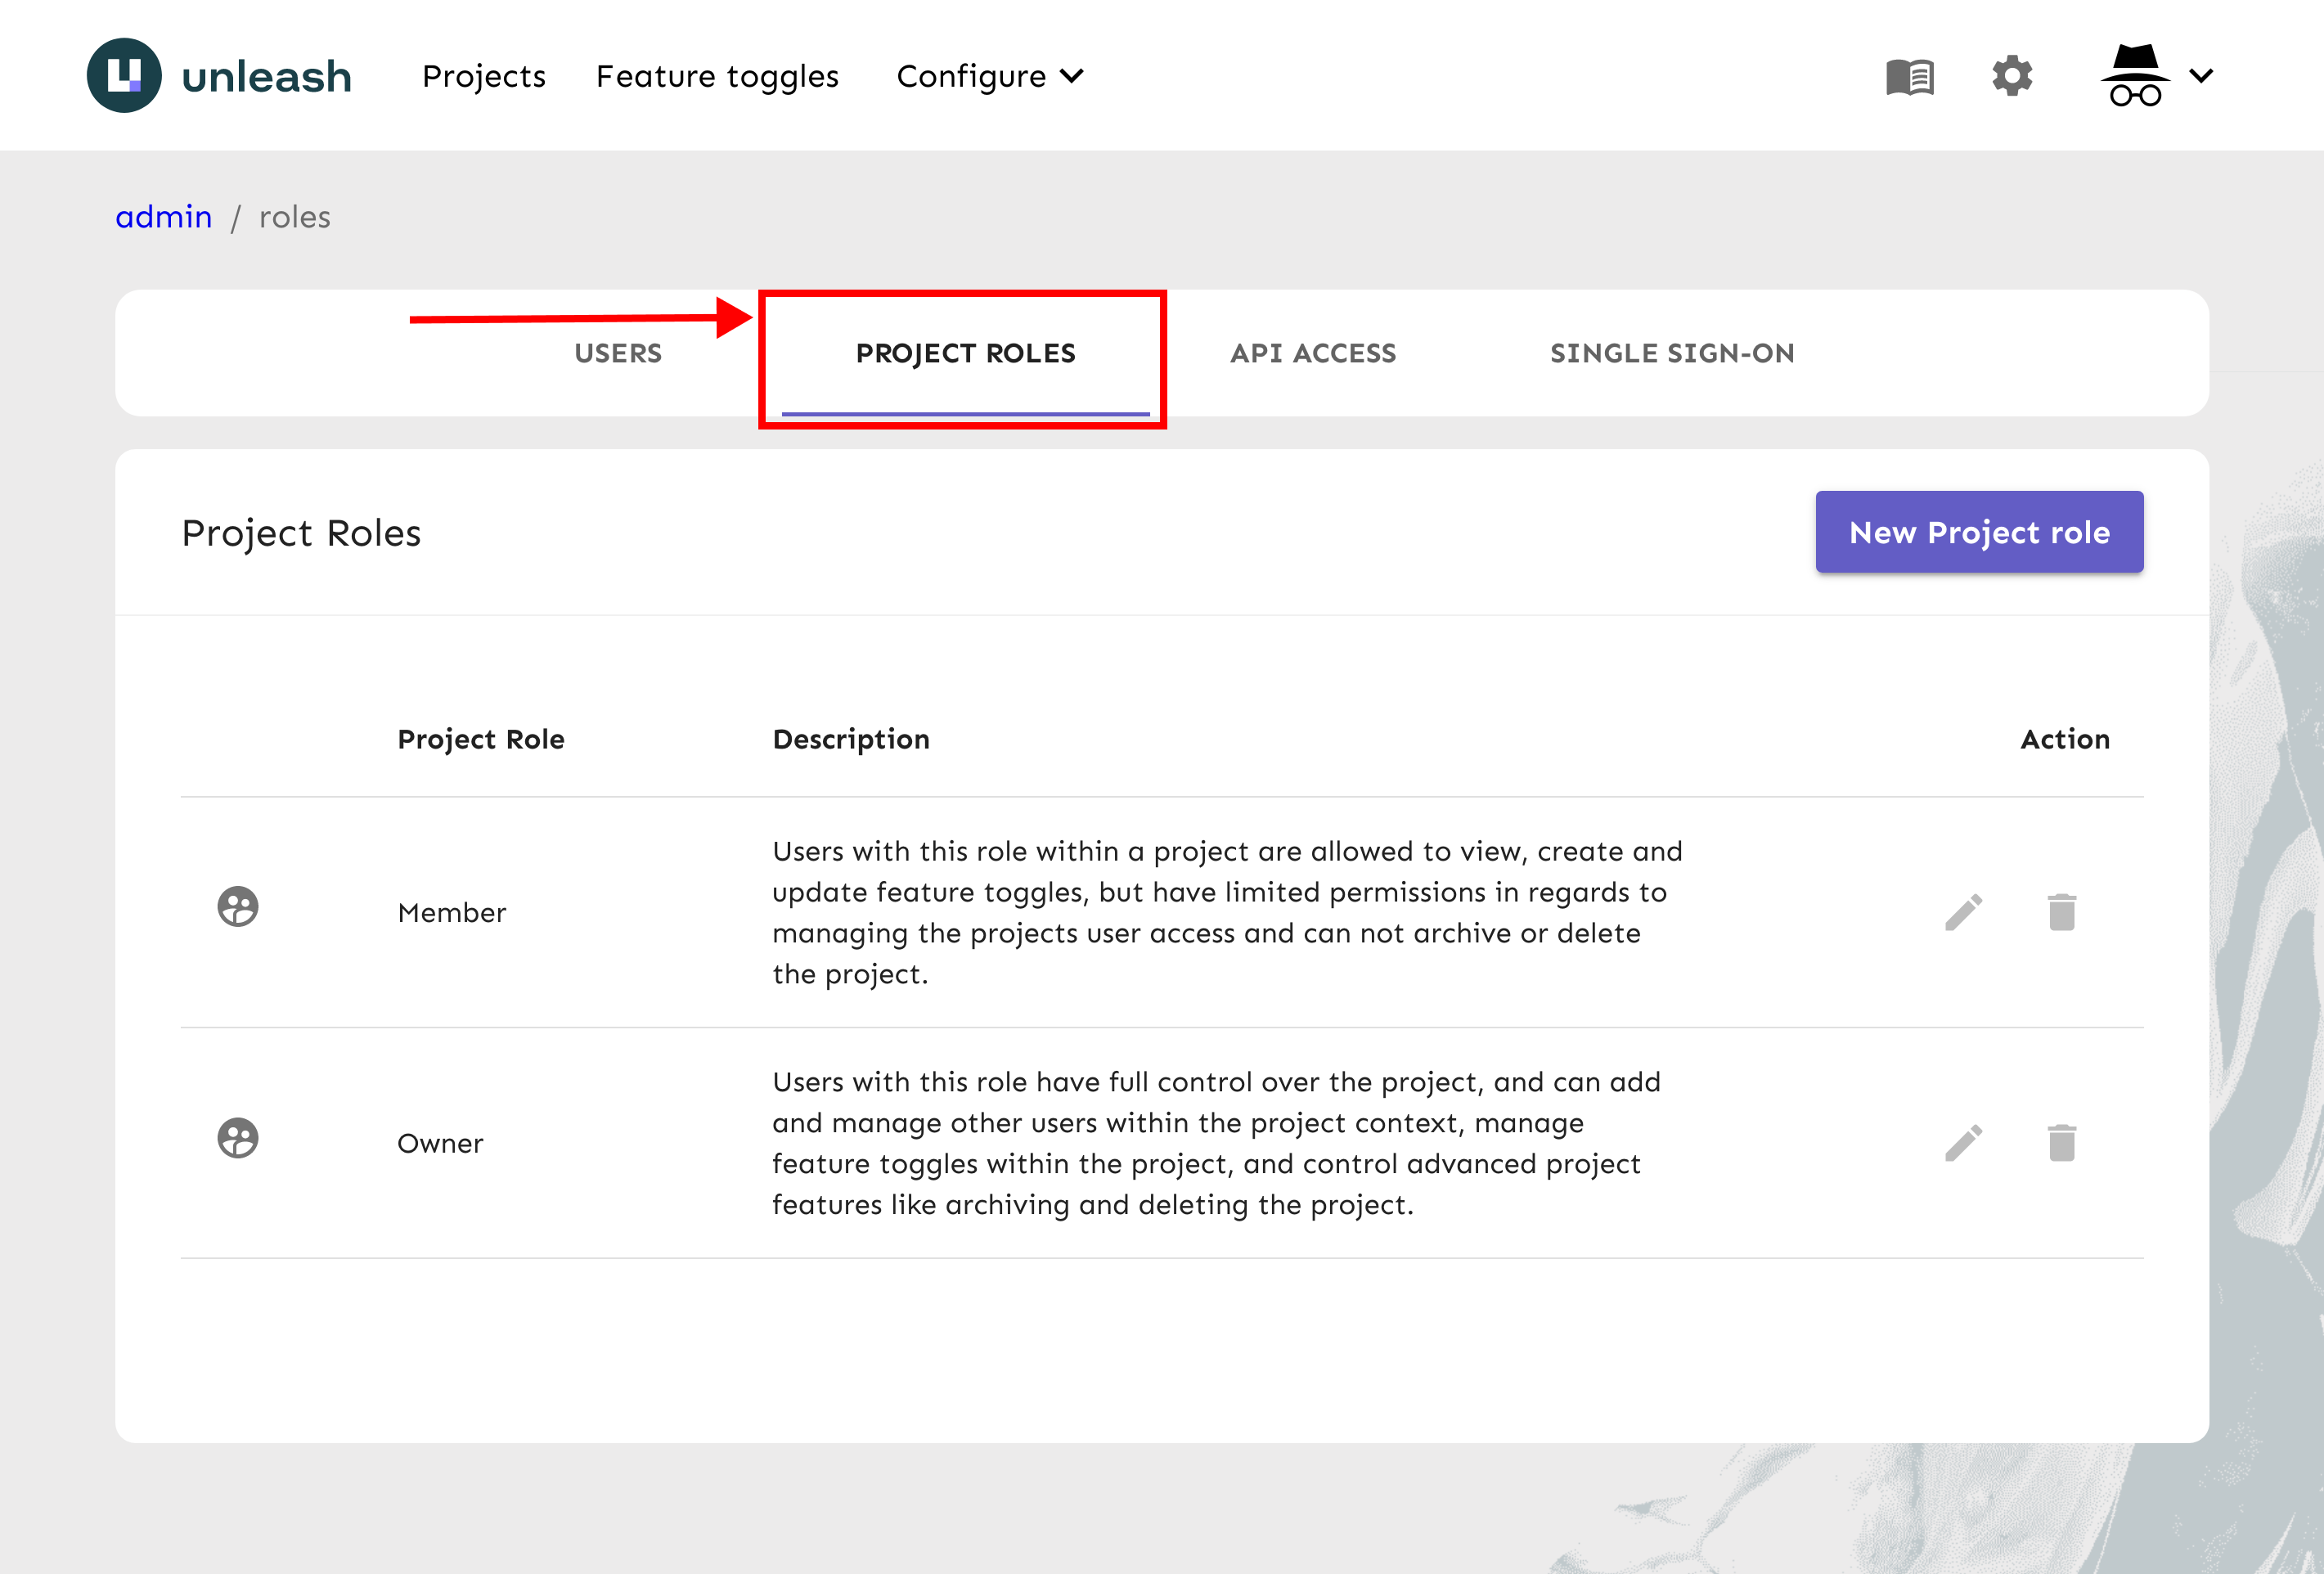 unleash Projects Feature toggles Configure
admin / roles
USERS PROJECT ROLES API ACCESS SINGLE SIGN-ON
Project Roles New Project role
Project Role Description Action
Users with this role within a project are allowed to view, create and
update feature toggles, but have limited permissions in regards to
Member
managing the projects user access and can not archive or delete
the project.
Users with this role have full control over the project, and can add
and manage other users within the project context, manage
Owner
feature toggles within the project, and control advanced project
features like archiving and deleting the project.